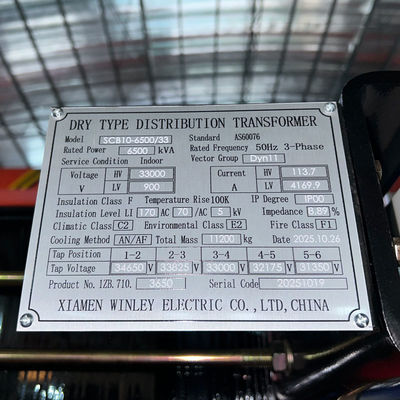 DRY TYPE DISTRIBUTION TRANSFORMER
Model SCB10-6500/33 Standard AS60076
Rated Power 6500 kVA Rated Frequency 50Hz 3-Phase
Service Condition Indoor Vector Group Dyn11
Voltage V HV 33000 Current A HV 113.7
LV 900 LV 4169.9
Insulation Class F Temperature Rise100K IP Degree IP00
Insulation Level LI 170 AC 70 /AC 5 kV Impedance 8.89 %
Climatic Class C2 Environmental Class E2 Fire Class F1
Cooling Method AN/AF Total Mass 11200 kg Date 2025.10.26
Tap Position 1-2 2-3 3-4 4-5 5-6
Tap Voltage 34650 V 33825 V 33000 V 32175 V 31350 V
Product No. 1ZB.710. 3650 Serial Code 20251019
XIAMEN WINLEY ELECTRIC CO.,LTD,CHINA